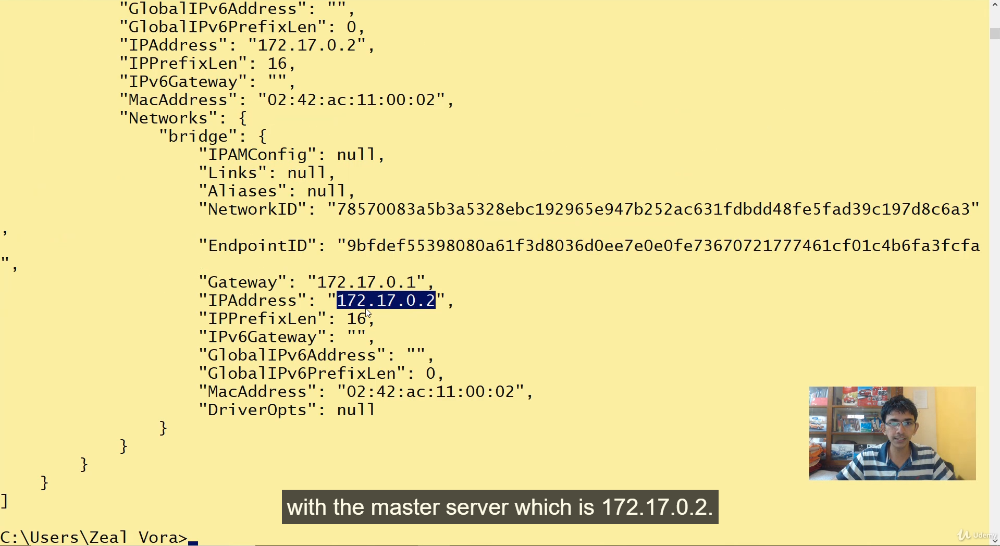 "GlobalIPv6Address": "",
"GlobalIPv6PrefixLen": 0,
"IPAddress": "172.17.0.2",
"IPPrefixLen": 16,
"IPv6Gateway": "",
"MacAddress": "02:42:ac:11:00:02",
"Networks": {
"bridge": {
"IPAMConfig": null,
"Links": null,
"Aliases": null,
"NetworkID": "78570083a5b3a5328ebc192965e947b252ac631fdbdd48fe5fad39c197d8c6a3"
,
"EndpointID": "9bfdef55398080a61f3d8036d0ee7e0e0fe73670721777461cf01c4b6fa3fcfa
",
"Gateway": "172.17.0.1",
"IPAddress": "172.17.0.2",
"IPPrefixLen": 16,
"IPv6Gateway": "",
"GlobalIPv6Address": "",
"GlobalIPv6PrefixLen": 0,
"MacAddress": "02:42:ac:11:00:02",
"DriverOpts": null
}
}
}
}
]
with the master server which is 172.17.0.2.
C:\Users\Zeal Vora>
Udemy